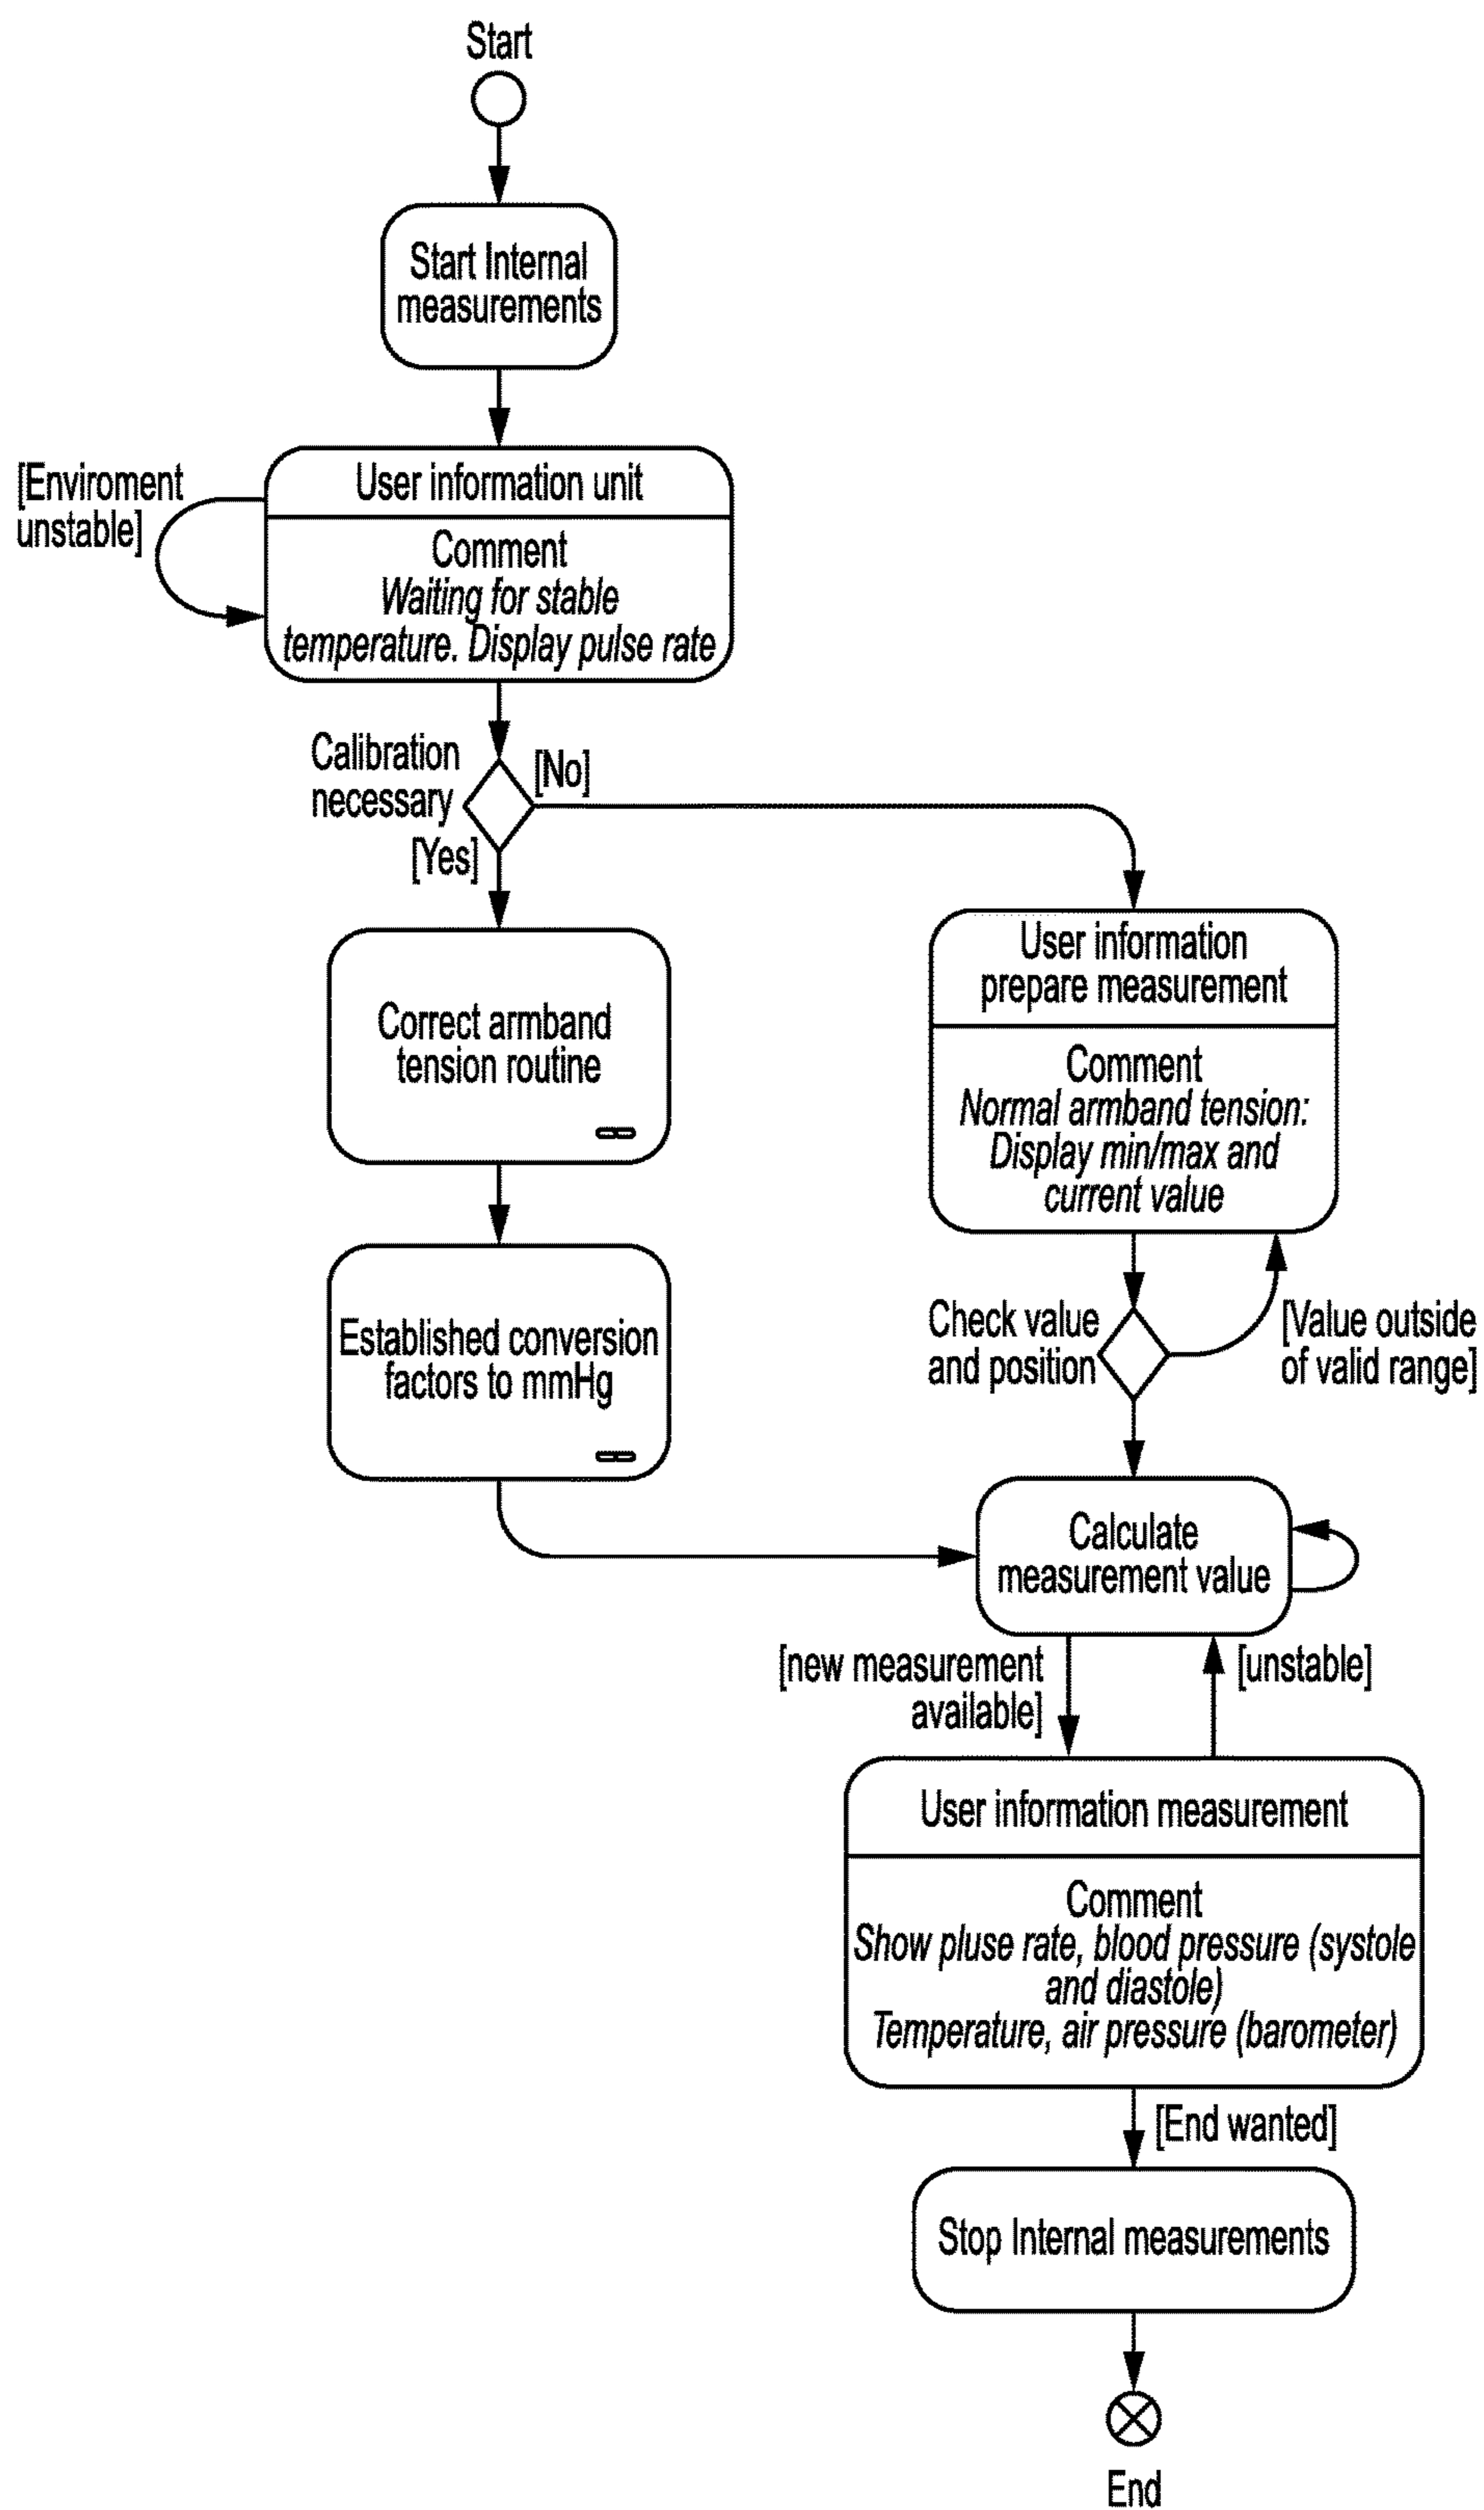 Start
Start Internal
measurements
[Enviroment
unstable]
User information unit
Comment
Waiting for stable
temperature. Display pulse rate
Calibration
necessary
[No]
[Yes]
Correct armband
tension routine
Established conversion
factors to mmHg
User information
prepare measurement
Comment
Normal armband tension:
Display min/max and
current value
Check value
and position
[Value outside
of valid range]
Calculate
measurement value
[new measurement
available]
[unstable]
User information measurement
Comment
Show pluse rate, blood pressure (systole
and diastole)
Temperature, air pressure (barometer)
[End wanted]
Stop Internal measurements
End